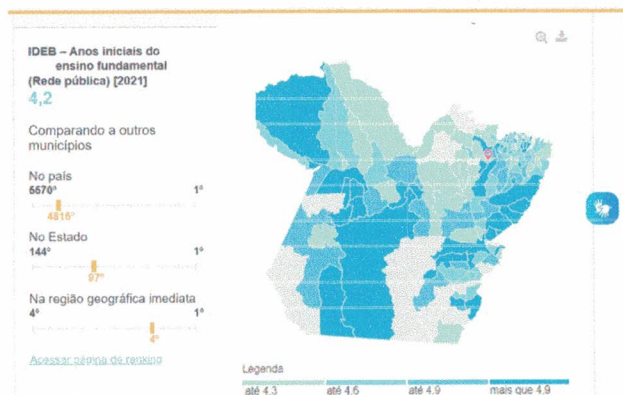 IDEB – Anos iniciais do
ensino fundamental
(Rede pública) [2021]
4,2
Comparando a outros
municípios
No país
5570º 1º
4816º
No Estado
144º 1º
97º
Na região geográfica imediata
4º 1º
4º
Acessar página de ranking
Legenda
até 4,3 até 4,6 até 4,9 mais que 4,9